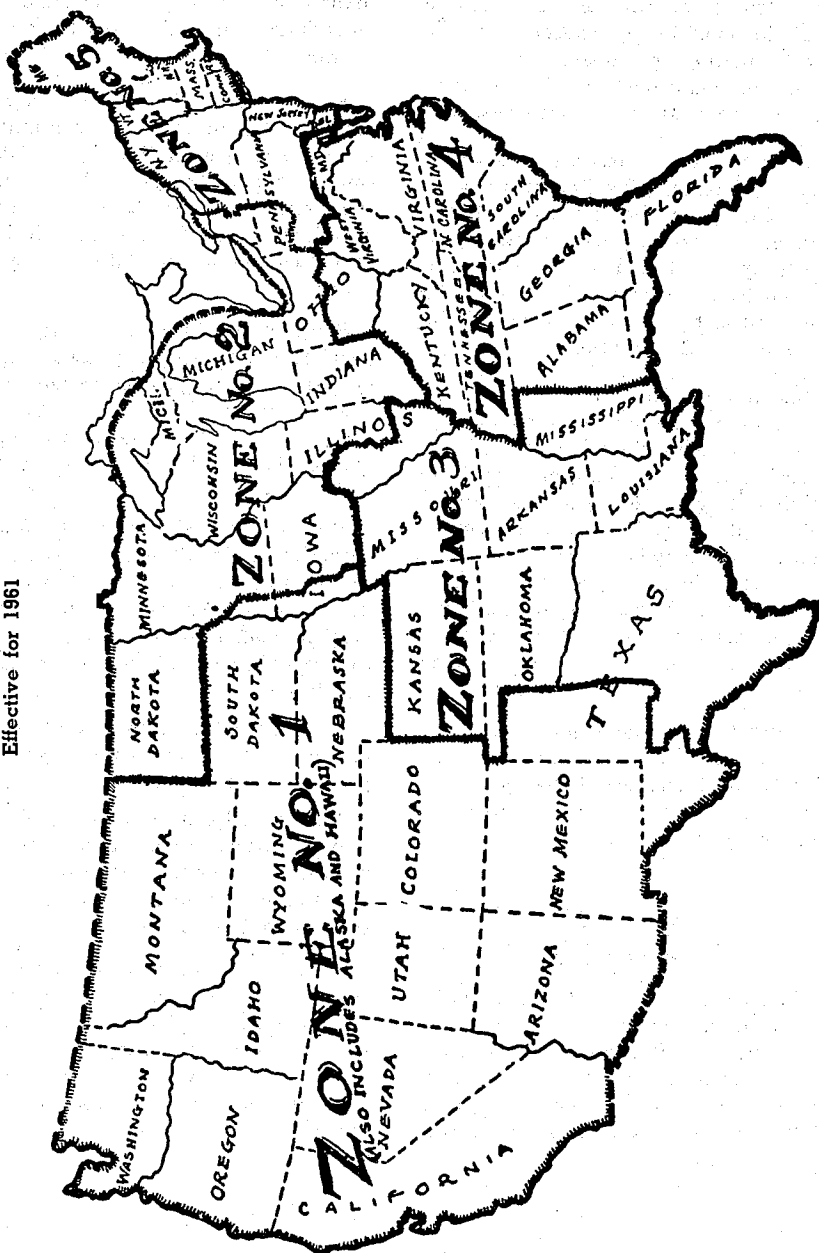 Effective for 1961
ZONE No. 1
(ALSO INCLUDES ALASKA AND HAWAII)
WASHINGTON
OREGON
CALIFORNIA
NEVADA
IDAHO
MONTANA
WYOMING
UTAH
ARIZONA
COLORADO
NEW MEXICO
SOUTH
DAKOTA
NEBRASKA
ZONE No. 2
NORTH
DAKOTA
MINNESOTA
WISCONSIN
MICH.
MICHIGAN
IOWA
ILLINOIS
INDIANA
OHIO
ZONE No. 3
KANSAS
MISSOURI
OKLAHOMA
ARKANSAS
TEXAS
LOUISIANA
MISSISSIPPI
ZONE No. 4
KENTUCKY
TENNESSEE
WEST
VIRGINIA
VIRGINIA
MD.
N CAROLINA
SOUTH
CAROLINA
GEORGIA
ALABAMA
FLORIDA
ZONE No. 5
PENNSYLVANIA
NEW JERSEY
DEL
N.Y.
VT
MASS.
CONN